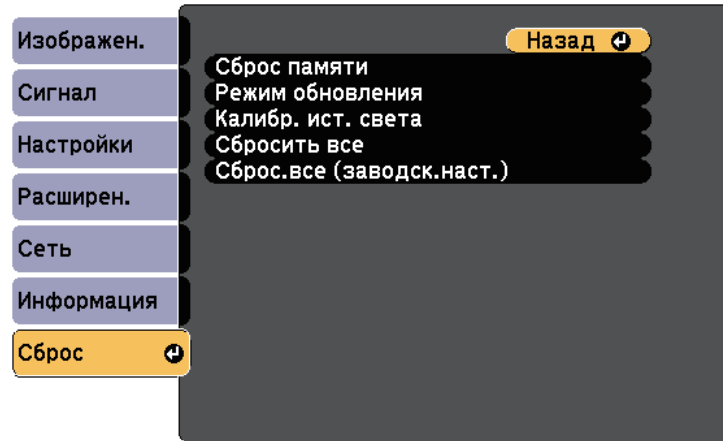 Изображен.
Сигнал
Настройки
Расширен.
Сеть
Информация
Сброс
Назад
Сброс памяти
Режим обновления
Калибр. ист. света
Сбросить все
Сброс.все (заводск.наст.)